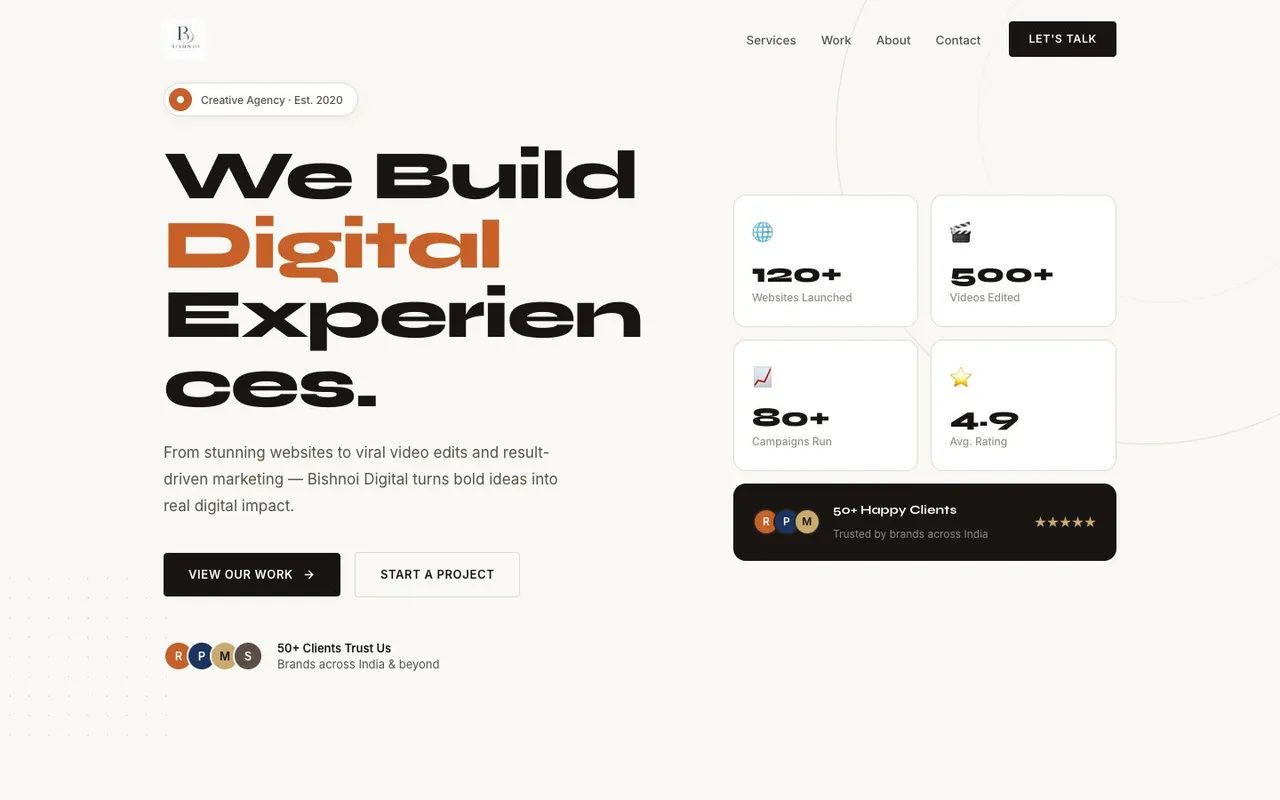 B
BISHNOI
Services
Work
About
Contact
LET'S TALK
Creative Agency · Est. 2020
We Build
Digital
Experien
ces.
From stunning websites to viral video edits and result-
driven marketing — Bishnoi Digital turns bold ideas into
real digital impact.
VIEW OUR WORK →
START A PROJECT
R P M S
50+ Clients Trust Us
Brands across India & beyond
120+
Websites Launched
500+
Videos Edited
80+
Campaigns Run
4.9
Avg. Rating
R P M
50+ Happy Clients
Trusted by brands across India
★★★★★